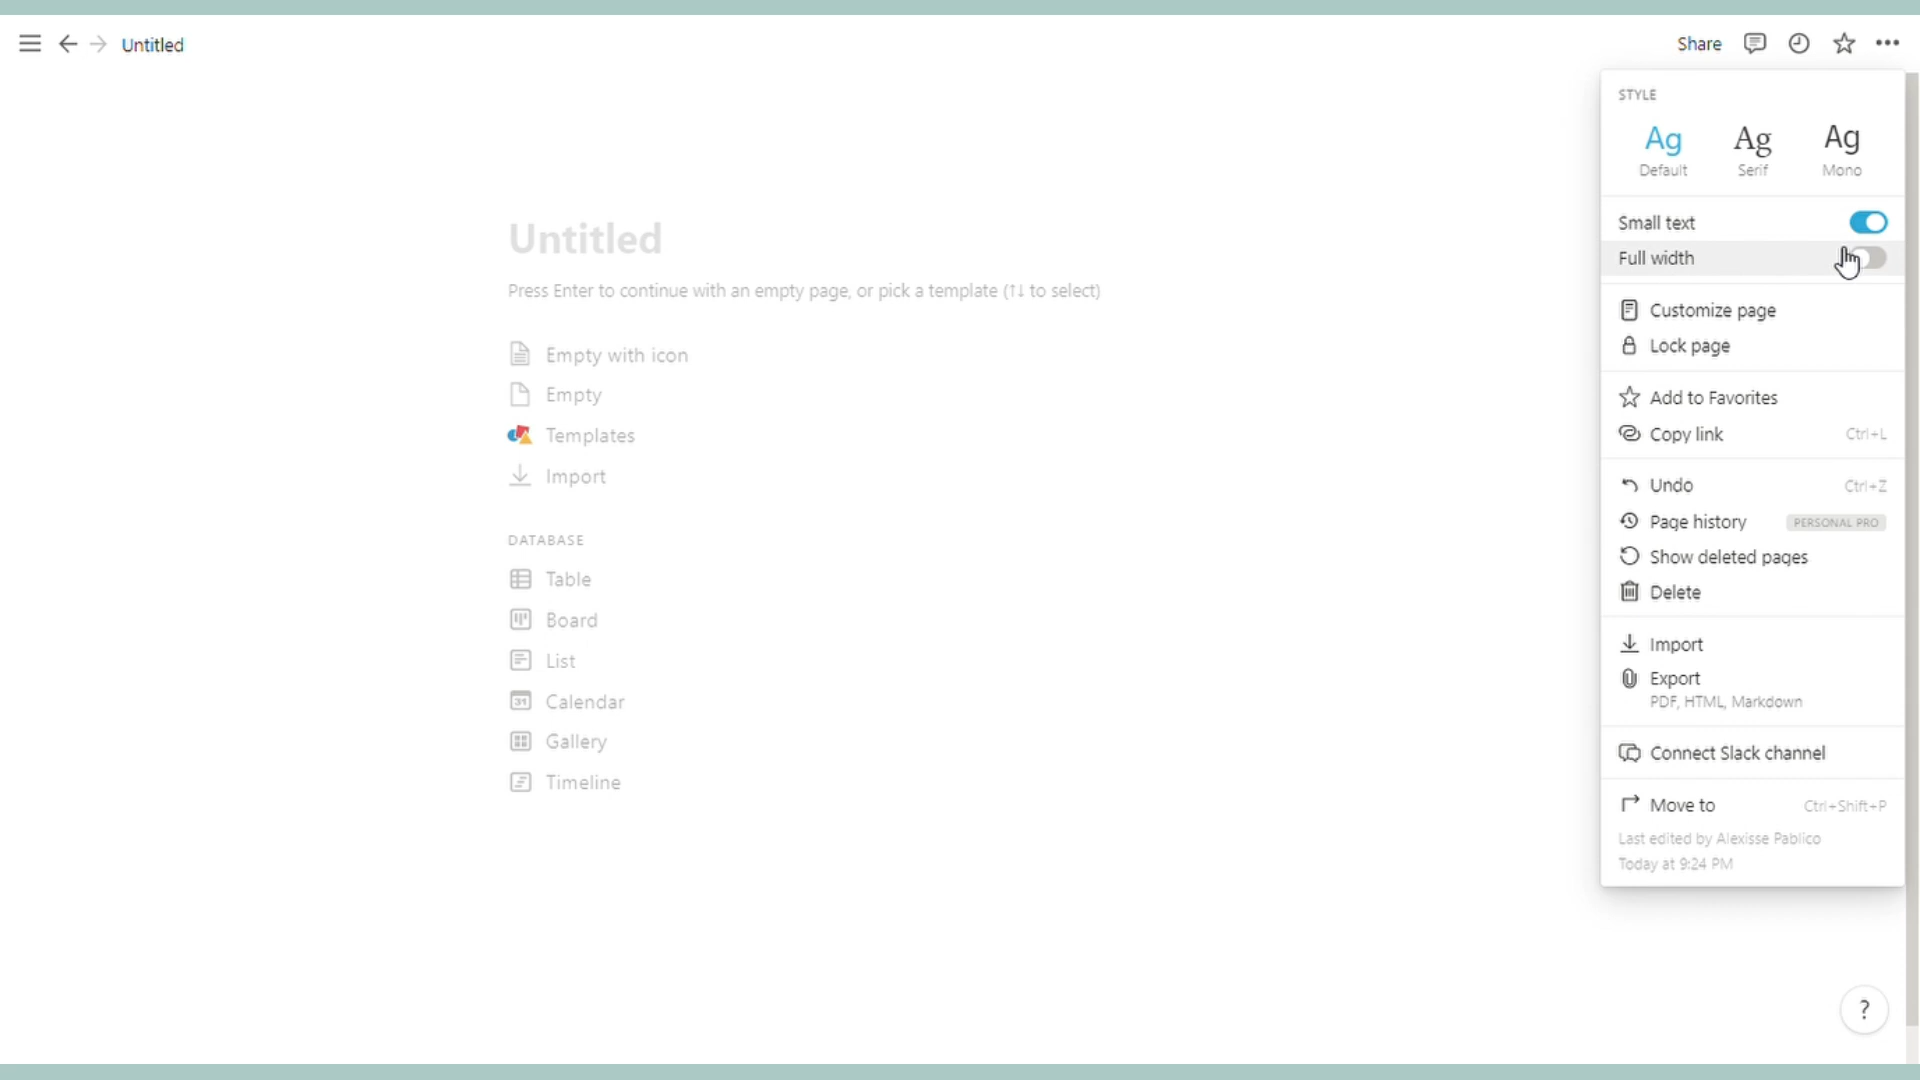 Untitled
Share
STYLE
Ag Ag Ag
Default Serif Mono
Small text
Full width
Customize page
Lock page
Add to Favorites
Copy link Ctrl+L
Undo Ctrl+Z
Page history PERSONAL PRO
Show deleted pages
Delete
Import
Export
PDF, HTML, Markdown
Connect Slack channel
Move to Ctrl+Shift+P
Last edited by Alexisse Pablico
Today at 9:24 PM
Untitled
Press Enter to continue with an empty page, or pick a template (↑↓ to select)
Empty with icon
Empty
Templates
Import
DATABASE
Table
Board
List
31 Calendar
Gallery
Timeline
?